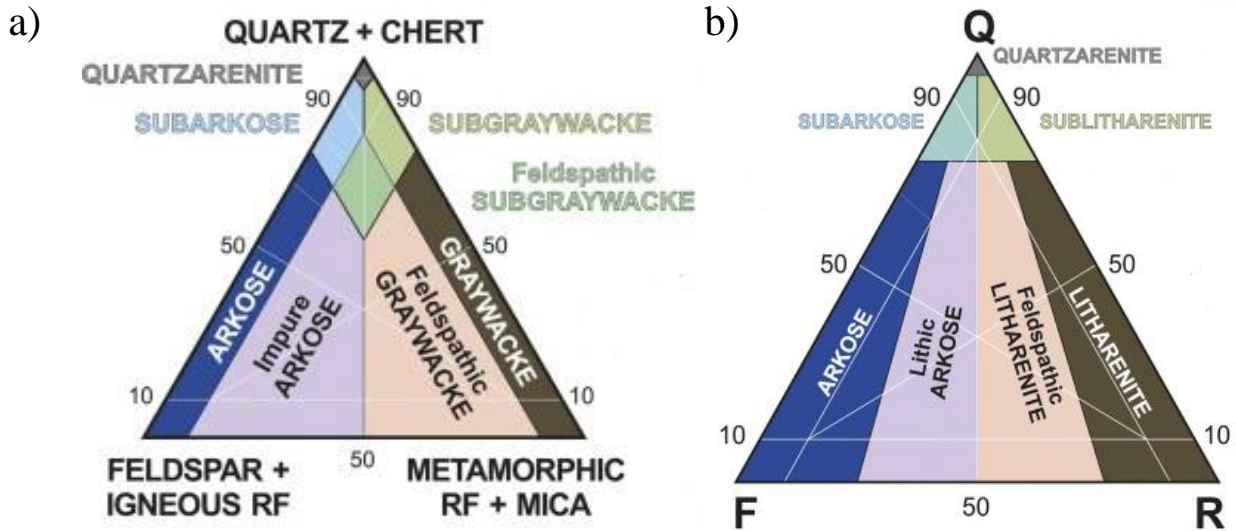 a)
QUARTZ + CHERT
QUARTZARENITE
90
90
SUBARKOSE
SUBGRAYWACKE
Feldspathic
SUBGRAYWACKE
50
50
ARKOSE
Impure
ARKOSE
Feldspathic
GRAYWACKE
GRAYWACKE
10
10
FELDSPAR +
IGNEOUS RF
50
METAMORPHIC
RF + MICA
b)
Q
QUARTZARENITE
90
90
SUBARKOSE
SUBLITHARENITE
50
50
ARKOSE
Lithic
ARKOSE
Feldspathic
LITHARENITE
LITHARENITE
10
10
F
50
R